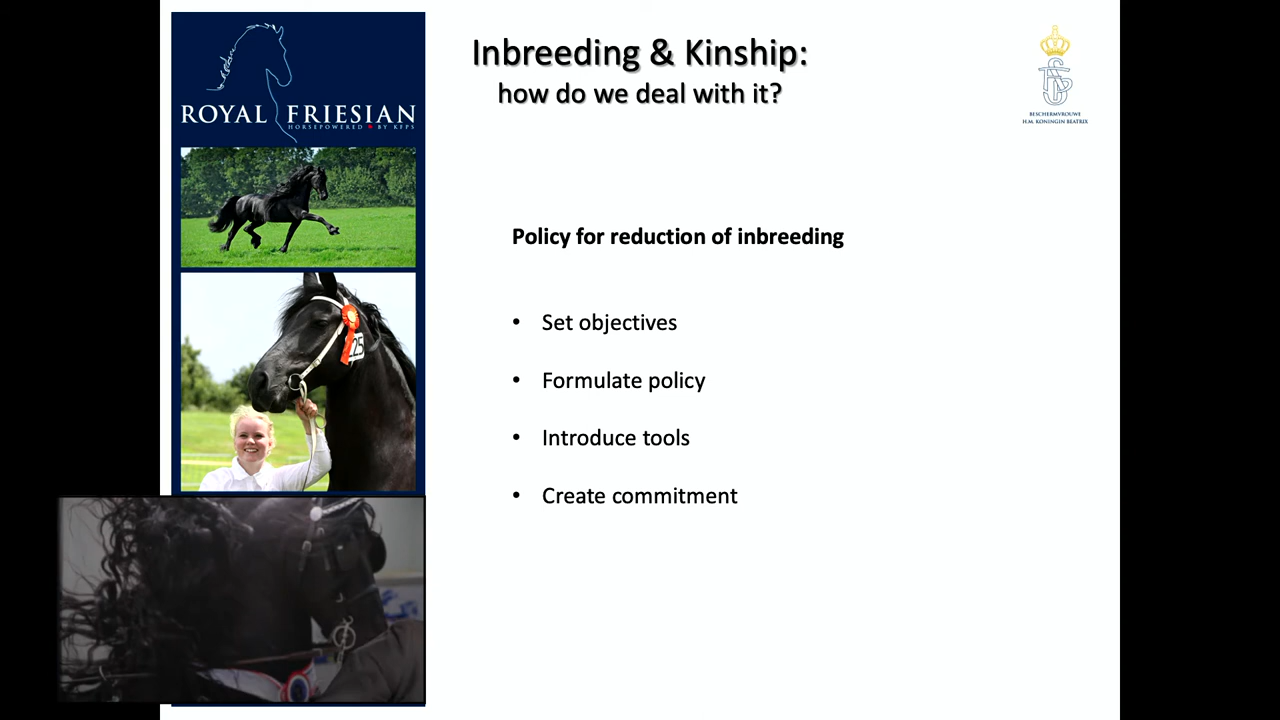 ROYAL FRIESIAN
HORSEPOWERED BY KFPS
Inbreeding & Kinship:
how do we deal with it?
BESCHERMVROUWE
H.M. KONINGIN BEATRIX
Policy for reduction of inbreeding
• Set objectives
• Formulate policy
• Introduce tools
• Create commitment
25